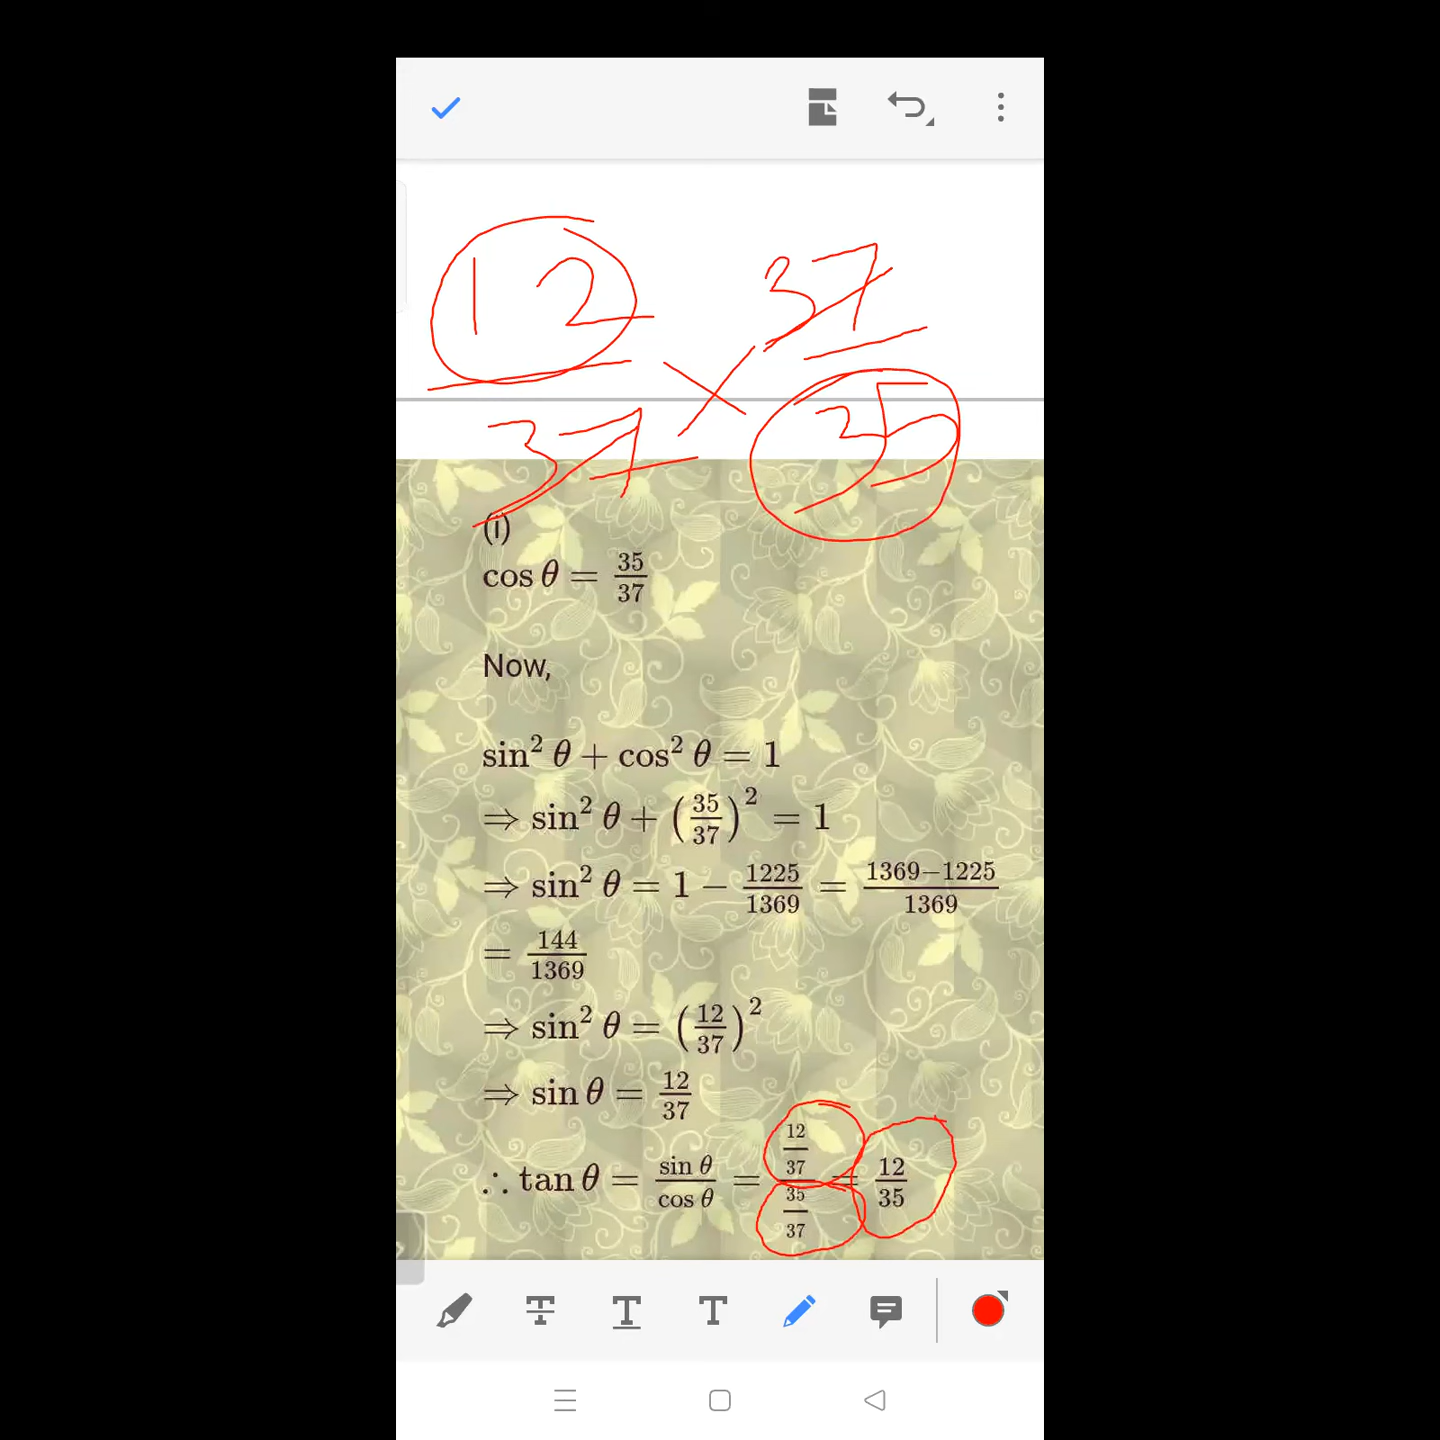 12/37 × 37/35
(i)
cos θ = 35/37
Now,
sin² θ + cos² θ = 1
⇒ sin² θ + (35/37)² = 1
⇒ sin² θ = 1 − 1225/1369 = 1369−1225/1369
= 144/1369
⇒ sin² θ = (12/37)²
⇒ sin θ = 12/37
∴ tan θ = sin θ/cos θ = 12/37/35/37 = 12/35
T T T